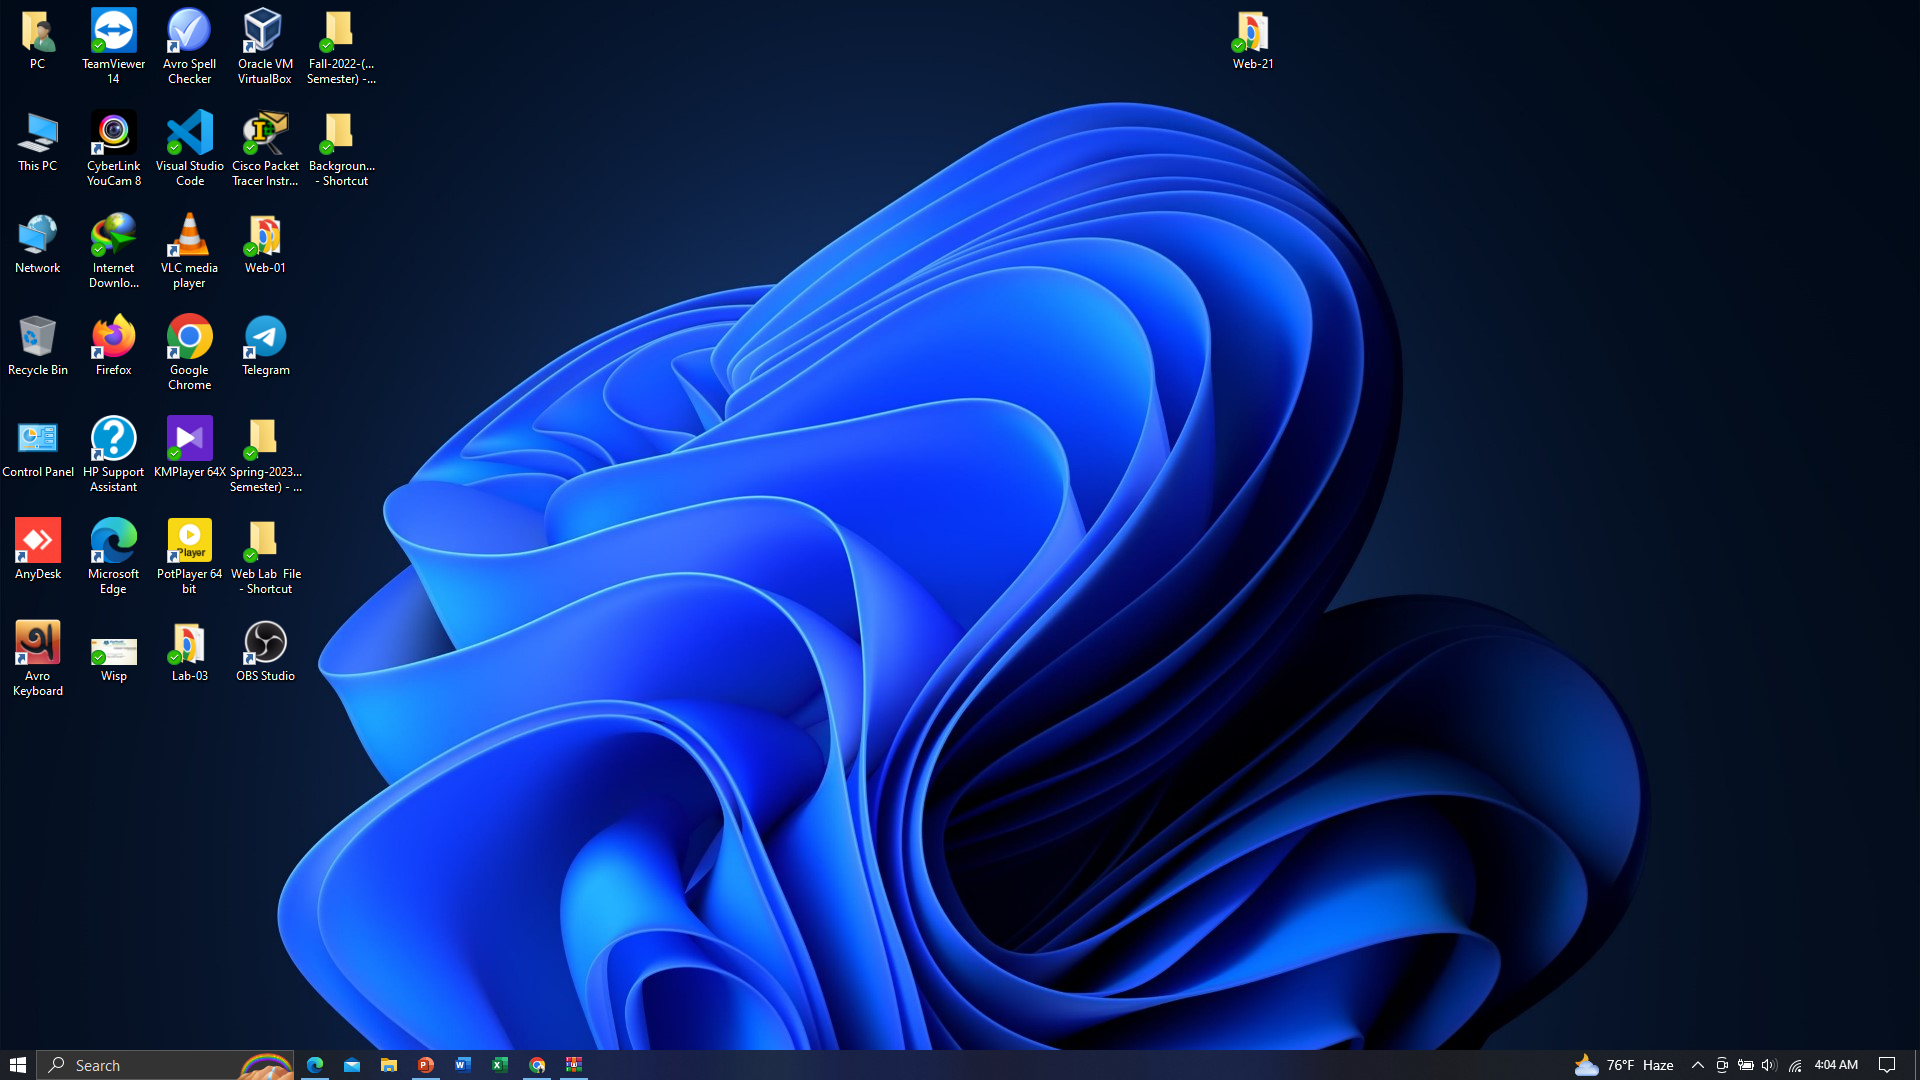 PC
TeamViewer
14
Avro Spell
Checker
Oracle VM
VirtualBox
Fall-2022-(...
Semester) -...
Web-21
This PC
CyberLink
YouCam 8
Visual Studio
Code
Cisco Packet
Tracer Instr...
Backgroun...
- Shortcut
Network
Internet
Downlo...
VLC media
player
Web-01
Recycle Bin
Firefox
Google
Chrome
Telegram
Control Panel
HP Support
Assistant
KMPlayer 64X
Spring-2023...
Semester) - ...
AnyDesk
Microsoft
Edge
Player
PotPlayer 64
bit
Web Lab File
- Shortcut
অ
Avro
Keyboard
Wisp
Lab-03
OBS Studio
Search
76°F Haze
4:04 AM